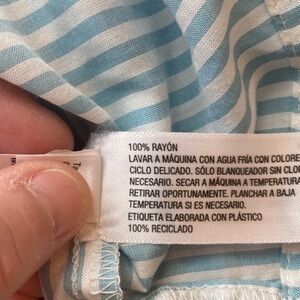 100% RAYÓN
LAVAR A MÁQUINA CON AGUA FRÍA CON COLORE
CICLO DELICADO. SÓLO BLANQUEADOR SIN CLO
NECESARIO. SECAR A MÁQUINA A TEMPERATURA
RETIRAR OPORTUNAMENTE. PLANCHAR A BAJA
TEMPERATURA SI ES NECESARIO.
ETIQUETA ELABORADA CON PLÁSTICO
100% RECICLADO